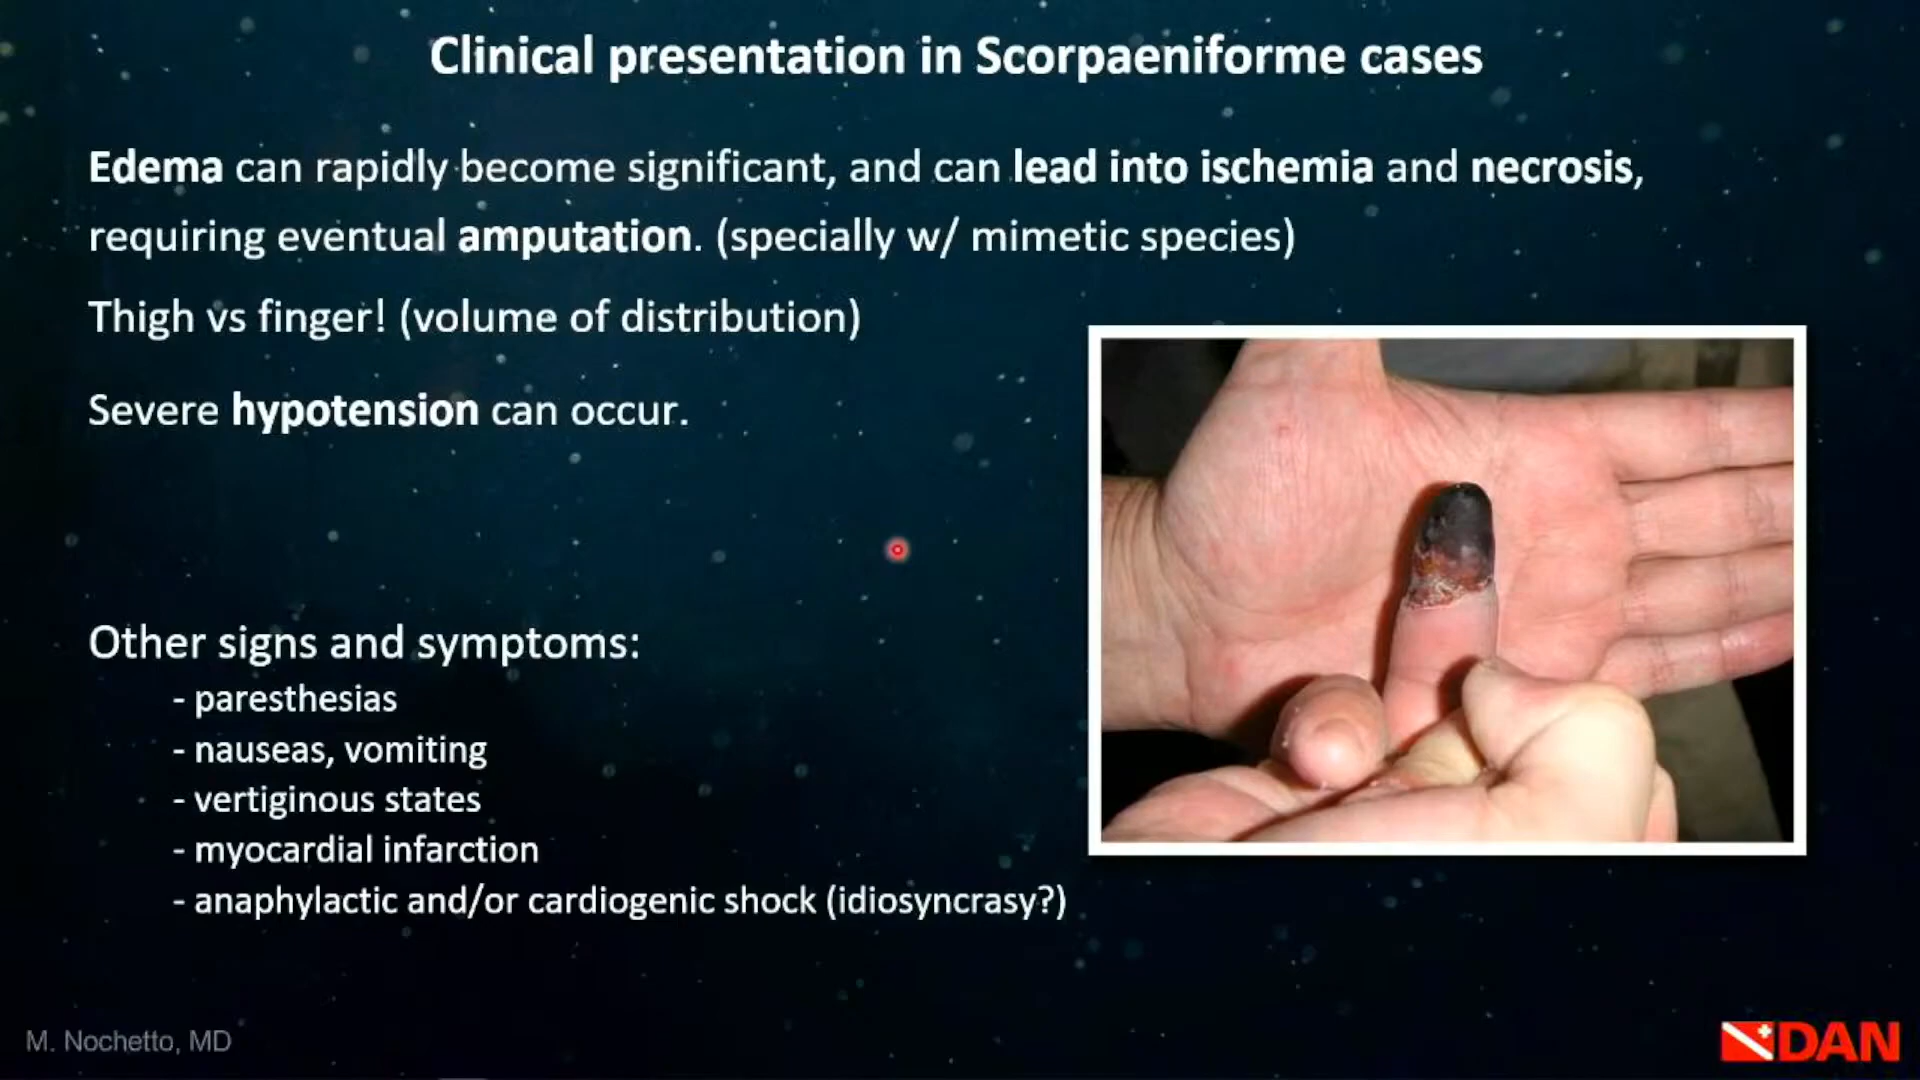 Clinical presentation in Scorpaeniforme cases
Edema can rapidly become significant, and can lead into ischemia and necrosis,
requiring eventual amputation. (specially w/ mimetic species)
Thigh vs finger! (volume of distribution)
Severe hypotension can occur.
Other signs and symptoms:
- paresthesias
- nauseas, vomiting
- vertiginous states
- myocardial infarction
- anaphylactic and/or cardiogenic shock (idiosyncrasy?)
M. Nochetto, MD
DAN